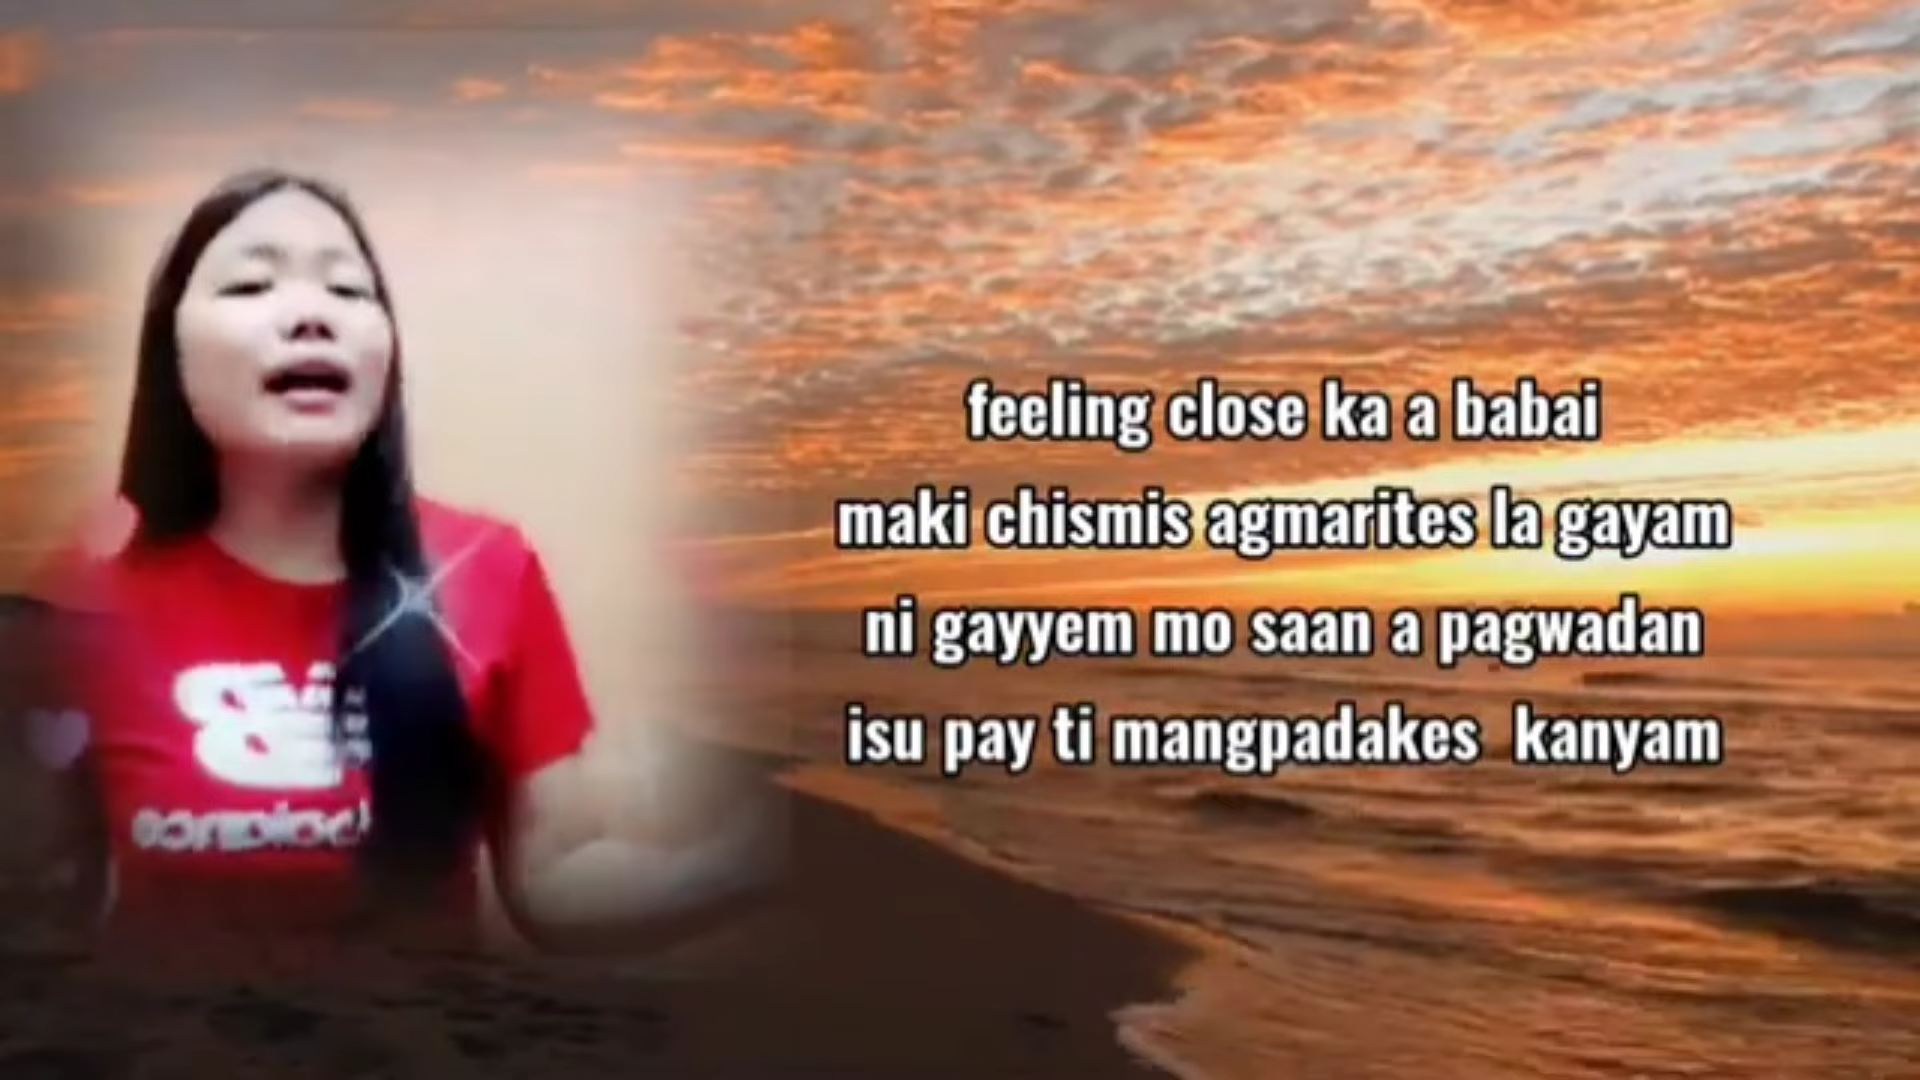 feeling close ka a babai
maki chismis agmarites la gayam
ni gayyem mo saan a pagwadan
isu pay ti mangpadakes kanyam